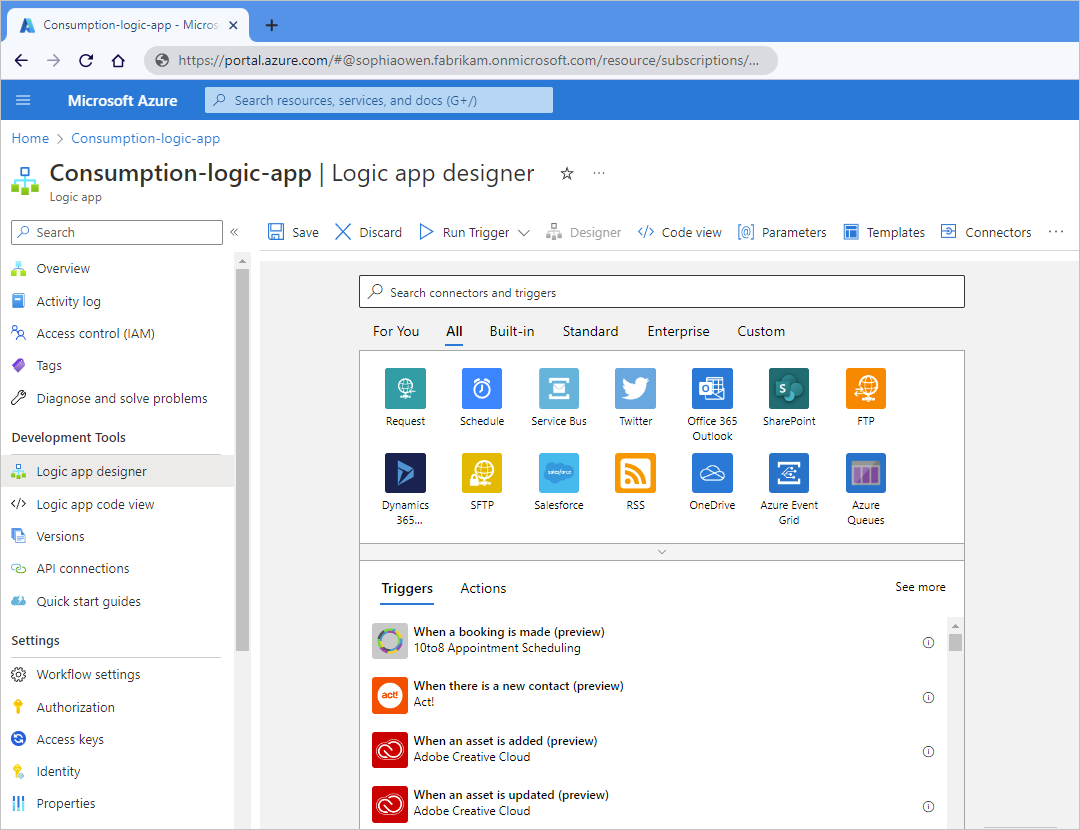 Consumption-logic-app - Micros
https://portal.azure.com/#@sophiaowen.fabrikam.onmicrosoft.com/resource/subscriptions/...
Microsoft Azure
Search resources, services, and docs (G+/)
Home > Consumption-logic-app
Consumption-logic-app | Logic app designer
Logic app
Search
«
Save Discard Run Trigger Designer Code view Parameters Templates Connectors
Overview
Activity log
Access control (IAM)
Tags
Diagnose and solve problems
Development Tools
Logic app designer
Logic app code view
Versions
API connections
Quick start guides
Settings
Workflow settings
Authorization
Access keys
Identity
Properties
Search connectors and triggers
For You All Built-in Standard Enterprise Custom
Request Schedule Service Bus Twitter Office 365 Outlook SharePoint FTP
salesforce
Dynamics 365... SFTP Salesforce RSS OneDrive Azure Event Grid Azure Queues
Triggers Actions See more
When a booking is made (preview)
10to8 Appointment Scheduling
When there is a new contact (preview)
act!
Act!
When an asset is added (preview)
Adobe Creative Cloud
When an asset is updated (preview)
Adobe Creative Cloud